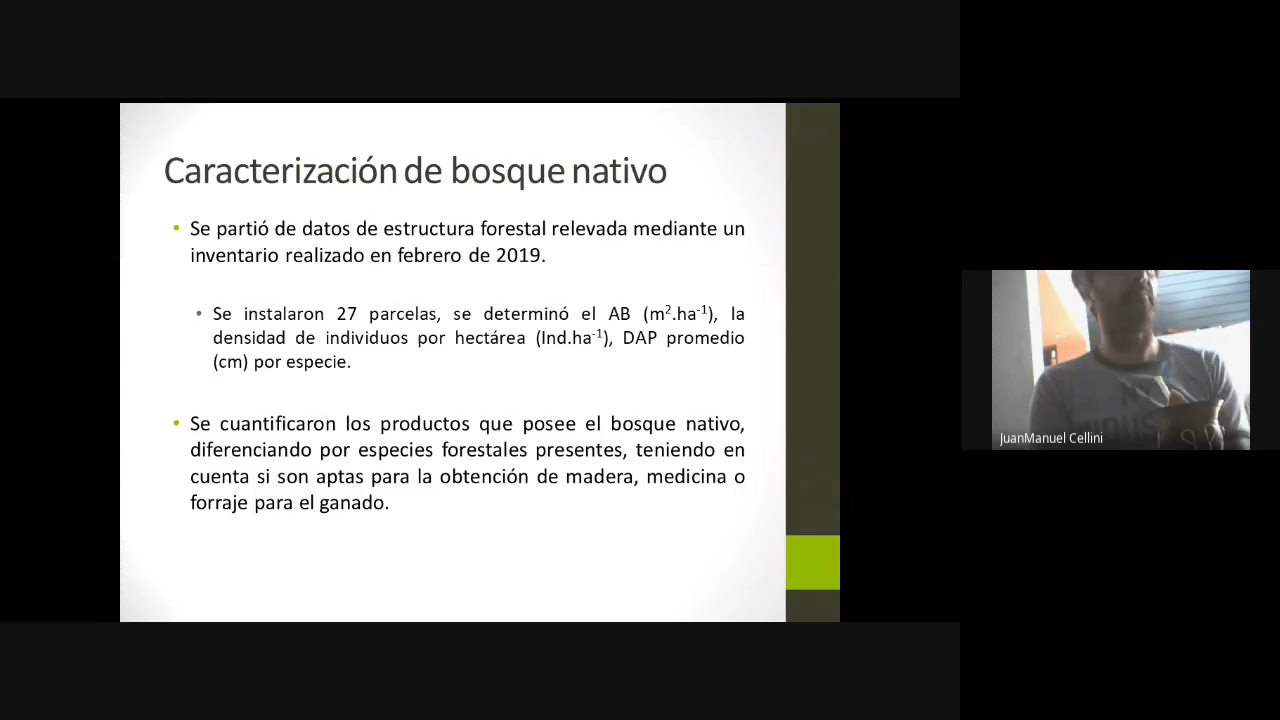 Caracterización de bosque nativo
• Se partió de datos de estructura forestal relevada mediante un
inventario realizado en febrero de 2019.
• Se instalaron 27 parcelas, se determinó el AB (m².ha⁻¹), la
densidad de individuos por hectárea (Ind.ha⁻¹), DAP promedio
(cm) por especie.
• Se cuantificaron los productos que posee el bosque nativo,
diferenciando por especies forestales presentes, teniendo en
cuenta si son aptas para la obtención de madera, medicina o
forraje para el ganado.
JuanManuel Cellini